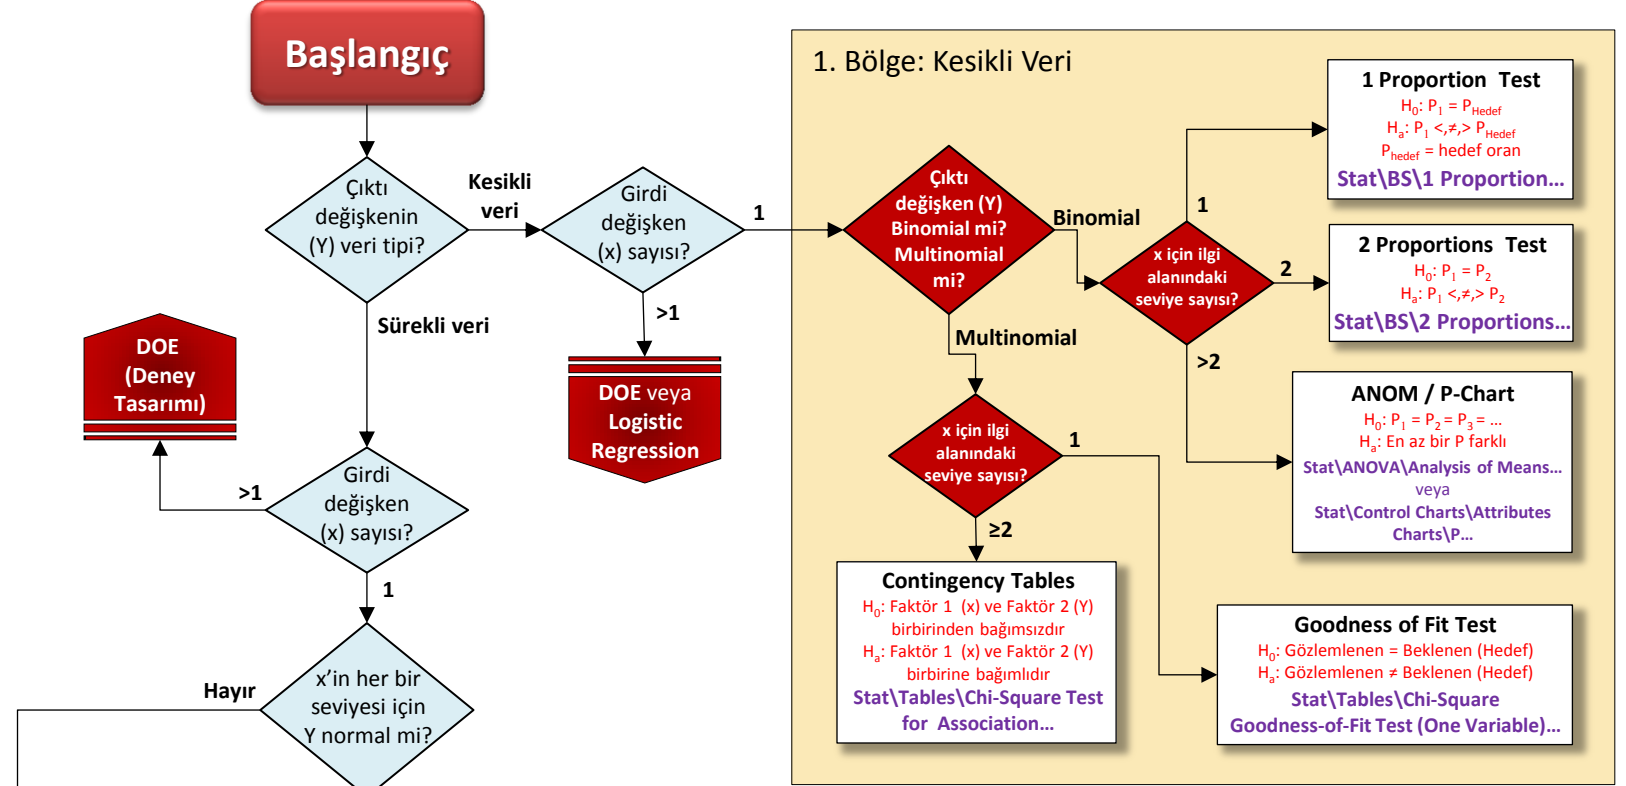 Başlangıç
Çıktı
değişkenin
(Y) veri tipi?
Kesikli
veri
Girdi
değişken
(x) sayısı?
1
>1
DOE veya
Logistic
Regression
Sürekli veri
DOE
(Deney
Tasarımı)
>1
Girdi
değişken
(x) sayısı?
1
Hayır
x’in her bir
seviyesi için
Y normal mi?
1. Bölge: Kesikli Veri
Çıktı
değişken (Y)
Binomial mi?
Multinomial
mi?
Binomial
x için ilgi
alanındaki
seviye sayısı?
1
2
>2
1 Proportion Test
H0: P1 = PHedef
Ha: P1 <,≠,> PHedef
Phedef = hedef oran
Stat\BS\1 Proportion…
2 Proportions Test
H0: P1 = P2
Ha: P1 <,≠,> P2
Stat\BS\2 Proportions…
ANOM / P-Chart
H0: P1 = P2 = P3 = …
Ha: En az bir P farklı
Stat\ANOVA\Analysis of Means…
veya
Stat\Control Charts\Attributes
Charts\P…
Multinomial
x için ilgi
alanındaki
seviye sayısı?
1
≥2
Contingency Tables
H0: Faktör 1 (x) ve Faktör 2 (Y)
birbirinden bağımsızdır
Ha: Faktör 1 (x) ve Faktör 2 (Y)
birbirine bağımlıdır
Stat\Tables\Chi-Square Test
for Association…
Goodness of Fit Test
H0: Gözlemlenen = Beklenen (Hedef)
Ha: Gözlemlenen ≠ Beklenen (Hedef)
Stat\Tables\Chi-Square
Goodness-of-Fit Test (One Variable)…